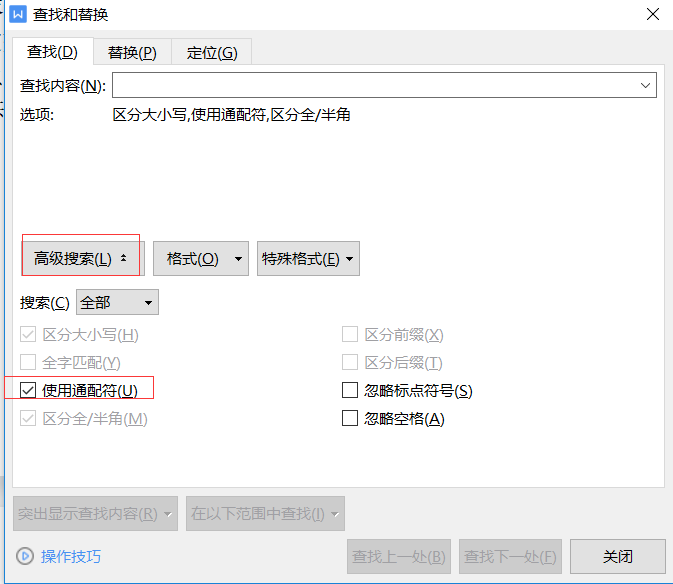 查找和替换
查找(D) 替换(P) 定位(G)
查找内容(N):
选项: 区分大小写,使用通配符,区分全/半角
高级搜索(L) 格式(O) 特殊格式(E)
搜索(C) 全部
区分大小写(H) 区分前缀(X)
全字匹配(Y) 区分后缀(T)
使用通配符(U) 忽略标点符号(S)
区分全/半角(M) 忽略空格(A)
突出显示查找内容(R) 在以下范围中查找(I)
操作技巧 查找上一处(B) 查找下一处(F) 关闭